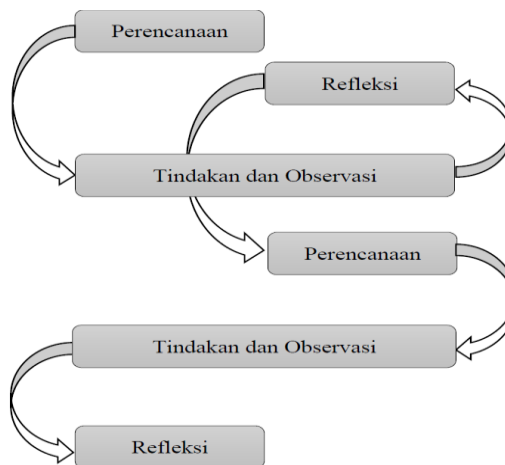 Perencanaan
Refleksi
Tindakan dan Observasi
Perencanaan
Tindakan dan Observasi
Refleksi